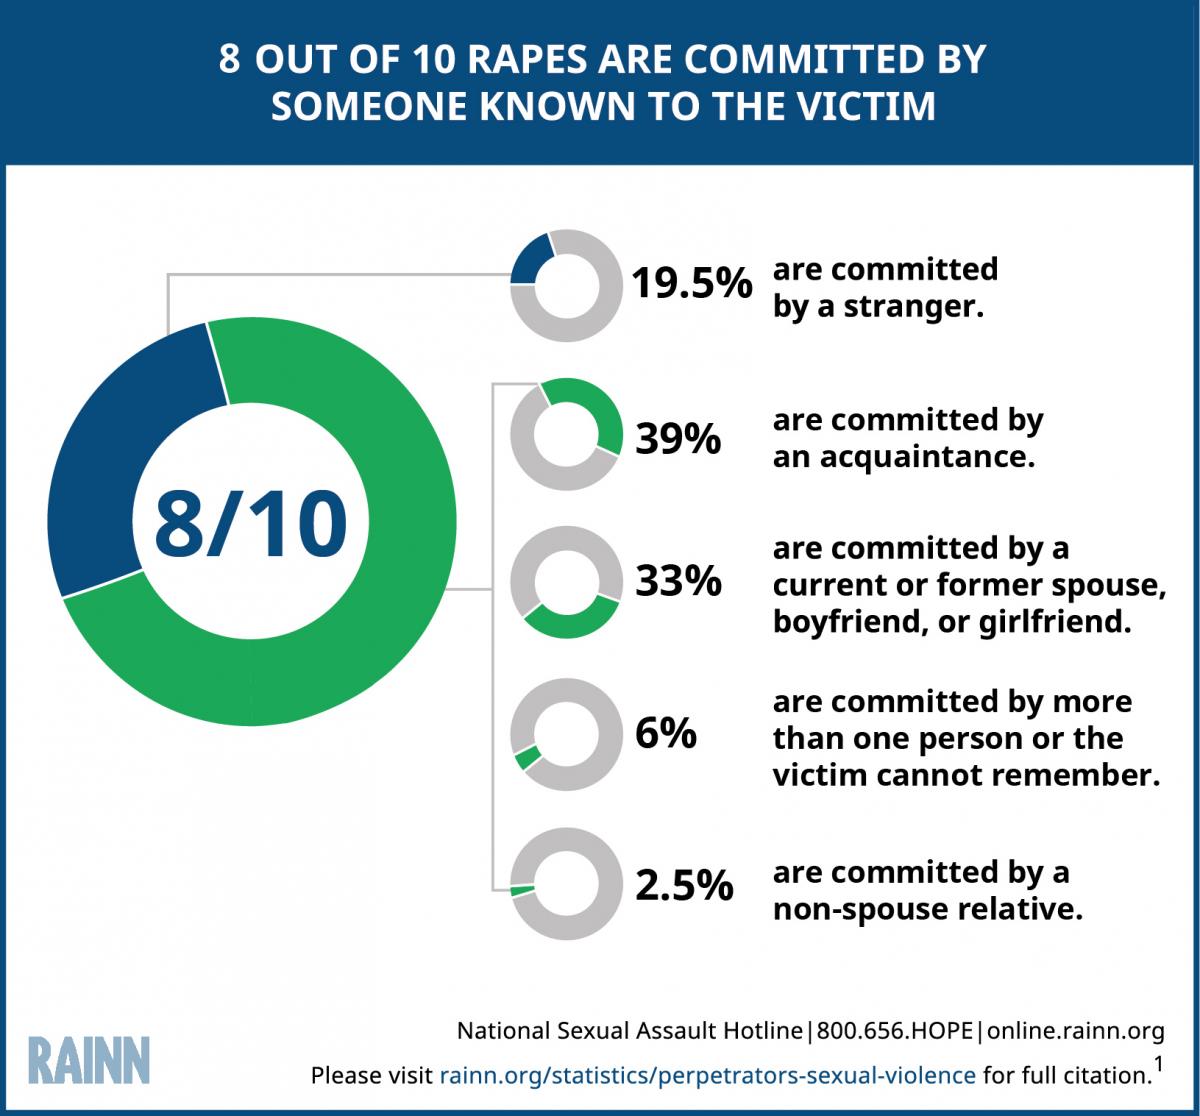 8 OUT OF 10 RAPES ARE COMMITTED BY
SOMEONE KNOWN TO THE VICTIM
8/10
19.5%
are committed
by a stranger.
39%
are committed by
an acquaintance.
33%
are committed by a
current or former spouse,
boyfriend, or girlfriend.
6%
are committed by more
than one person or the
victim cannot remember.
2.5%
are committed by a
non-spouse relative.
RAINN
National Sexual Assault Hotline|800.656.HOPE|online.rainn.org
Please visit rainn.org/statistics/perpetrators-sexual-violence for full citation.1